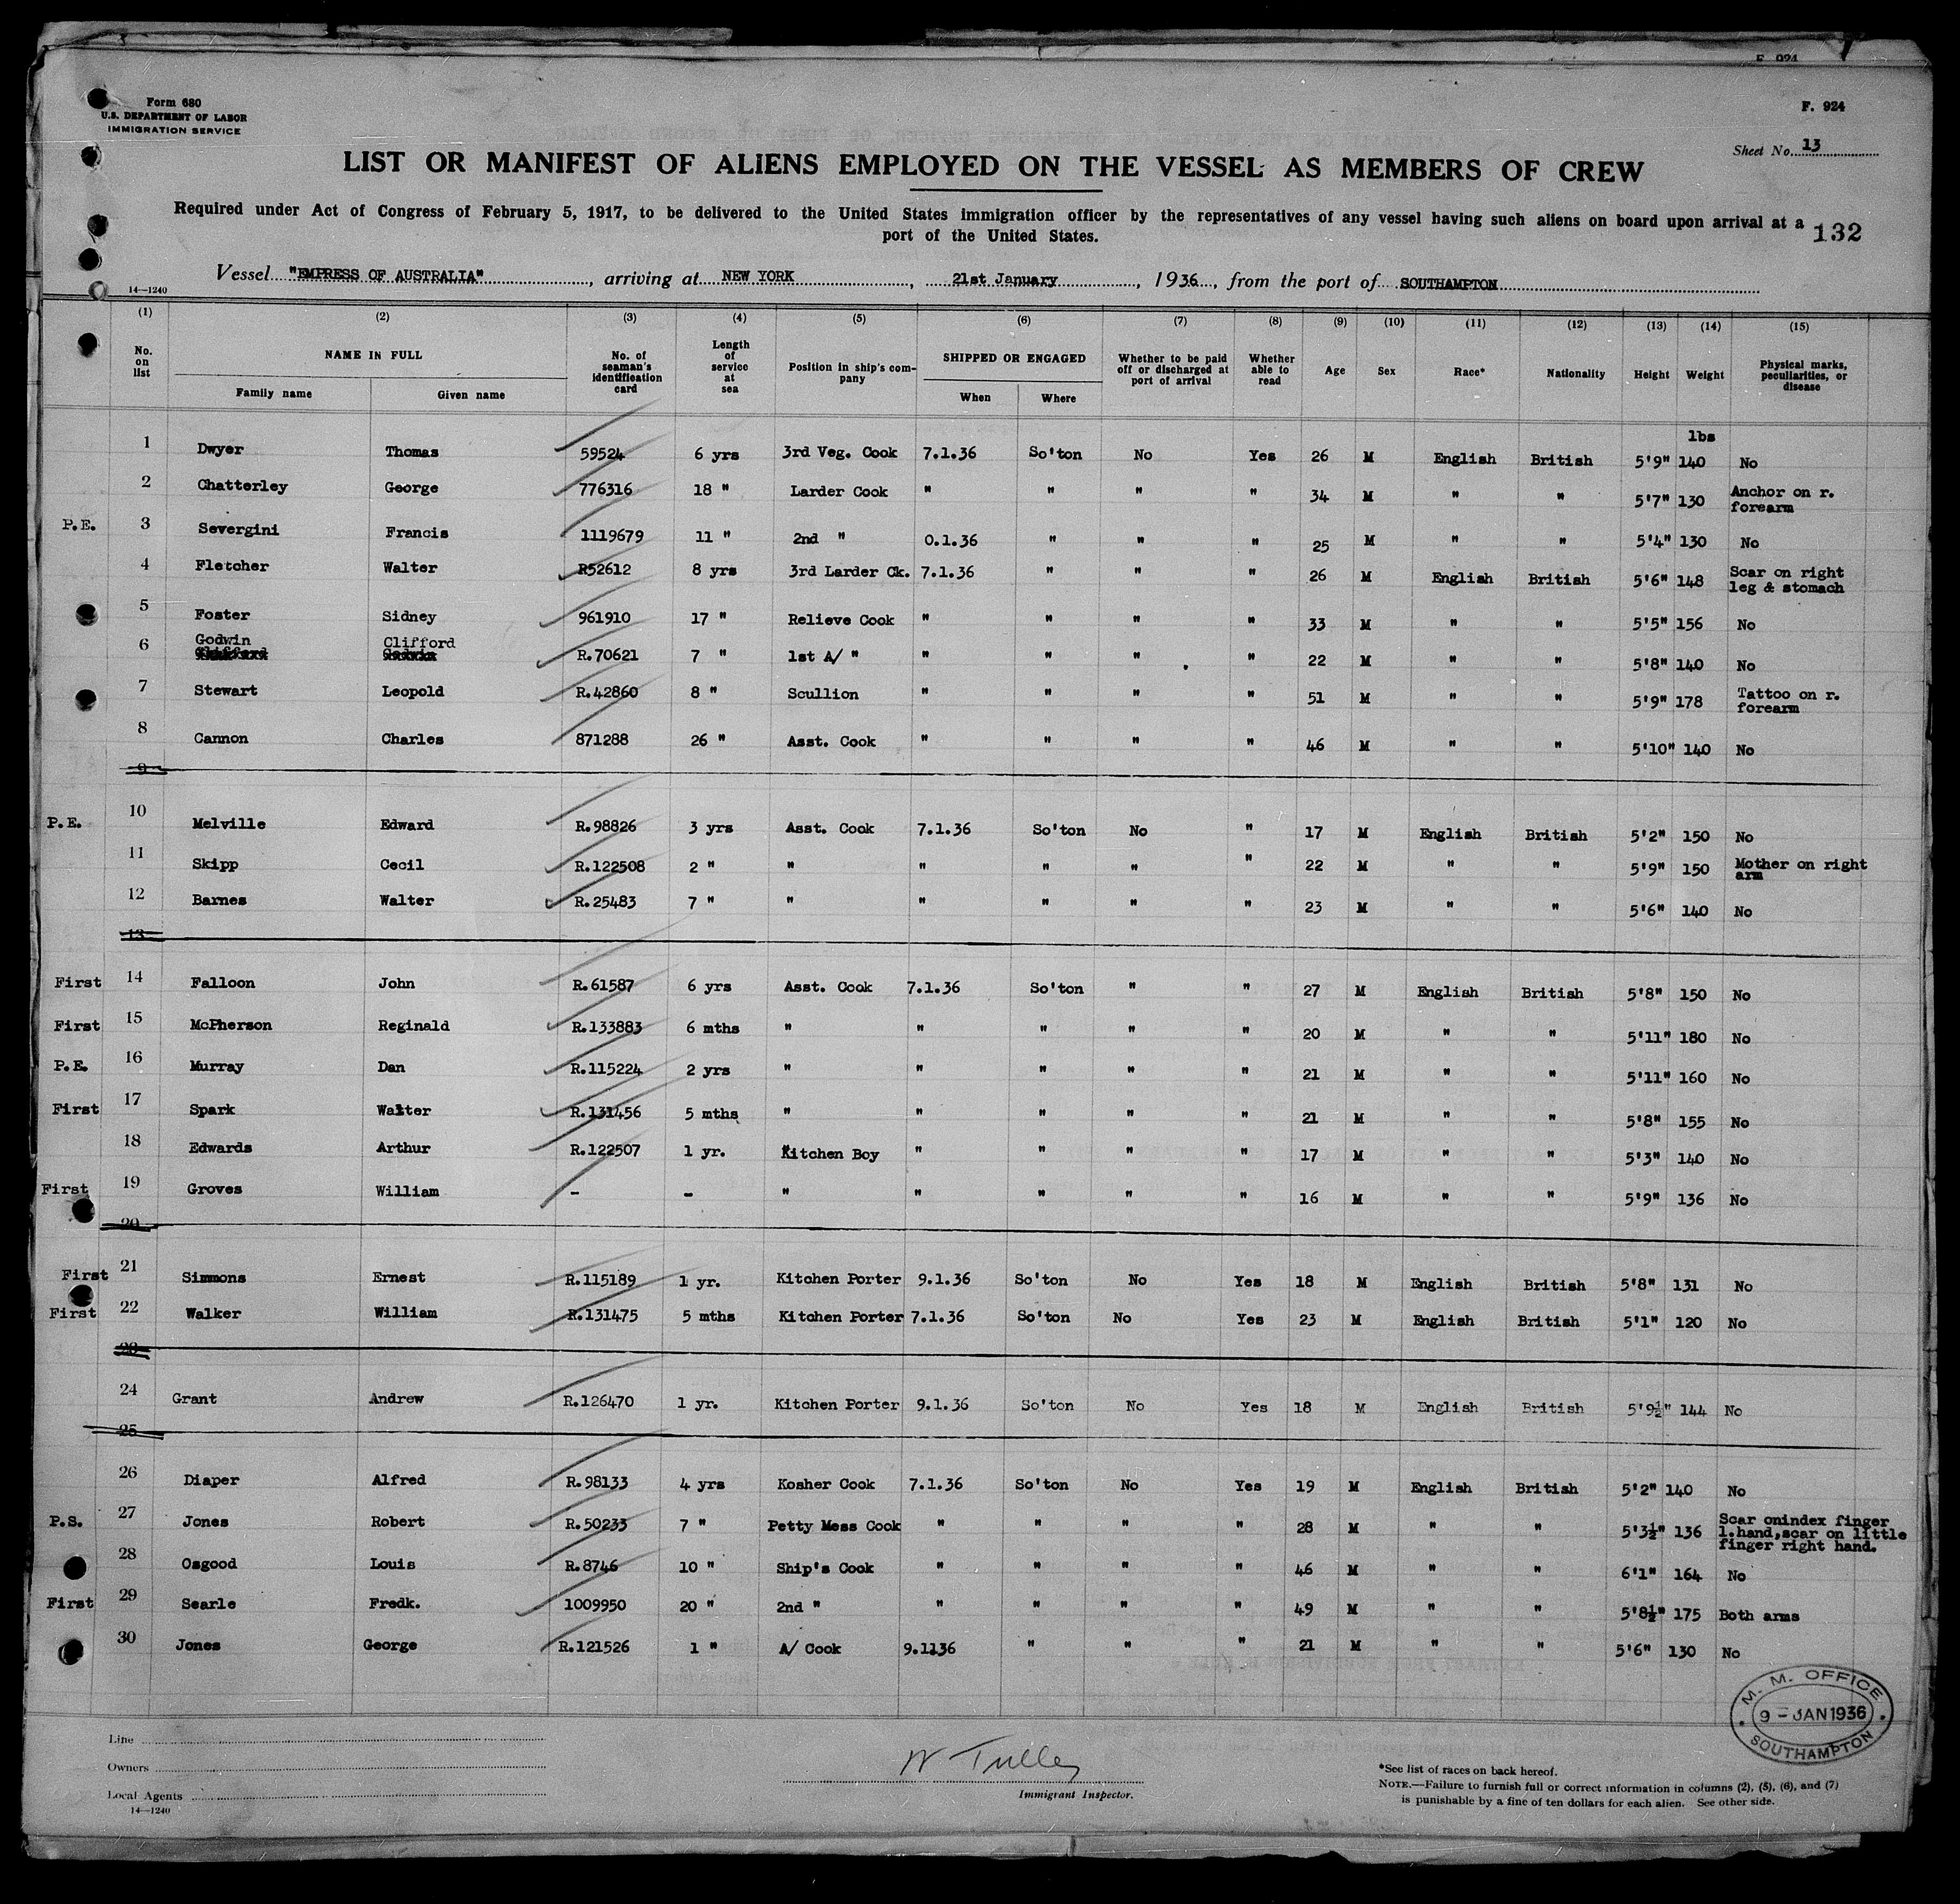 F. 924
Form 680
U.S. DEPARTMENT OF LABOR
IMMIGRATION SERVICE
F. 924
Sheet No. 13
LIST OR MANIFEST OF ALIENS EMPLOYED ON THE VESSEL AS MEMBERS OF CREW
Required under Act of Congress of February 5, 1917, to be delivered to the United States immigration officer by the representatives of any vessel having such aliens on board upon arrival at a
port of the United States.
132
Vessel "EMPRESS OF AUSTRALIA", arriving at NEW YORK, 21st January, 1936, from the port of SOUTHAMPTON
14—1240
(1) (2) (3) (4) (5) (6) (7) (8) (9) (10) (11) (12) (13) (14) (15)
No. on list NAME IN FULL Family name Given name No. of seaman's identification card Length of service at sea Position in ship's company SHIPPED OR ENGAGED When Where Whether to be paid off or discharged at port of arrival Whether able to read Age Sex Race* Nationality Height Weight Physical marks, peculiarities, or disease
lbs
1 Dwyer Thomas 59524 6 yrs 3rd Veg. Cook 7.1.36 So'ton No Yes 26 M English British 5'9" 140 No
2 Chatterley George 776316 18 " Larder Cook " " " " 34 M " " 5'7" 130 Anchor on r. forearm
P.E. 3 Severgini Francis 1119679 11 " 2nd " 0.1.36 " " " 25 M " " 5'4" 130 No
4 Fletcher Walter R52612 8 yrs 3rd Larder Ck. 7.1.36 " " " 26 M English British 5'6" 148 Scar on right leg & stomach
5 Foster Sidney 961910 17 " Relieve Cook " " " " 33 M " " 5'5" 156 No
6 Godwin Clifford R.70621 7 " 1st A/ " " " " " 22 M " " 5'8" 140 No
Clifford Godwin
7 Stewart Leopold R.42860 8 " Scullion " " " " 51 M " " 5'9" 178 Tattoo on r. forearm
8 Cannon Charles 871288 26 " Asst. Cook " " " " 46 M " " 5'10" 140 No
9
P.E. 10 Melville Edward R.98826 3 yrs Asst. Cook 7.1.36 So'ton No " 17 M English British 5'2" 150 No
11 Skipp Cecil R.122508 2 " " " " " " 22 M " " 5'9" 150 Mother on right arm
12 Barnes Walter R.25483 7 " " " " " " 23 M " " 5'6" 140 No
13
First 14 Falloon John R.61587 6 yrs Asst. Cook 7.1.36 So'ton " " 27 M English British 5'8" 150 No
First 15 McPherson Reginald R.133883 6 mths " " " " " 20 M " " 5'11" 180 No
P.E. 16 Murray Dan R.115224 2 yrs " " " " " 21 M " " 5'11" 160 No
First 17 Spark Walter R.131456 5 mths " " " " " 21 M " " 5'8" 155 No
18 Edwards Arthur R.122507 1 yr. Kitchen Boy " " " " 17 M " " 5'3" 140 No
First 19 Groves William - - " " " " " 16 M " " 5'9" 136 No
20
First 21 Simmons Ernest R.115189 1 yr. Kitchen Porter 9.1.36 So'ton No Yes 18 M English British 5'8" 131 No
First 22 Walker William R.131475 5 mths Kitchen Porter 7.1.36 So'ton No Yes 23 M English British 5'1" 120 No
23
24 Grant Andrew R.126470 1 yr. Kitchen Porter 9.1.36 So'ton No Yes 18 M English British 5'9½" 144 No
25
26 Diaper Alfred R.98133 4 yrs Kosher Cook 7.1.36 So'ton No Yes 19 M English British 5'2" 140 No
P.S. 27 Jones Robert R.50233 7 " Petty Mess Cook " " " " 28 M " " 5'3½" 136 Scar onindex finger l.hand,scar on little finger right hand.
28 Osgood Louis R.8746 10 " Ship's Cook " " " " 46 M " " 6'1" 164 No
First 29 Searle Fredk. 1009950 20 " 2nd " " " " " 49 M " " 5'8½" 175 Both arms
30 Jones George R.121526 1 " A/ Cook 9.1136 " " " 21 M " " 5'6" 130 No
M. M. OFFICE
9 - JAN 1936
SOUTHAMPTON
Line
Owners
Local Agents
14—1240
W Tulley
Immigrant Inspector.
*See list of races on back hereof.
NOTE.—Failure to furnish full or correct information in columns (2), (5), (6), and (7)
is punishable by a fine of ten dollars for each alien. See other side.